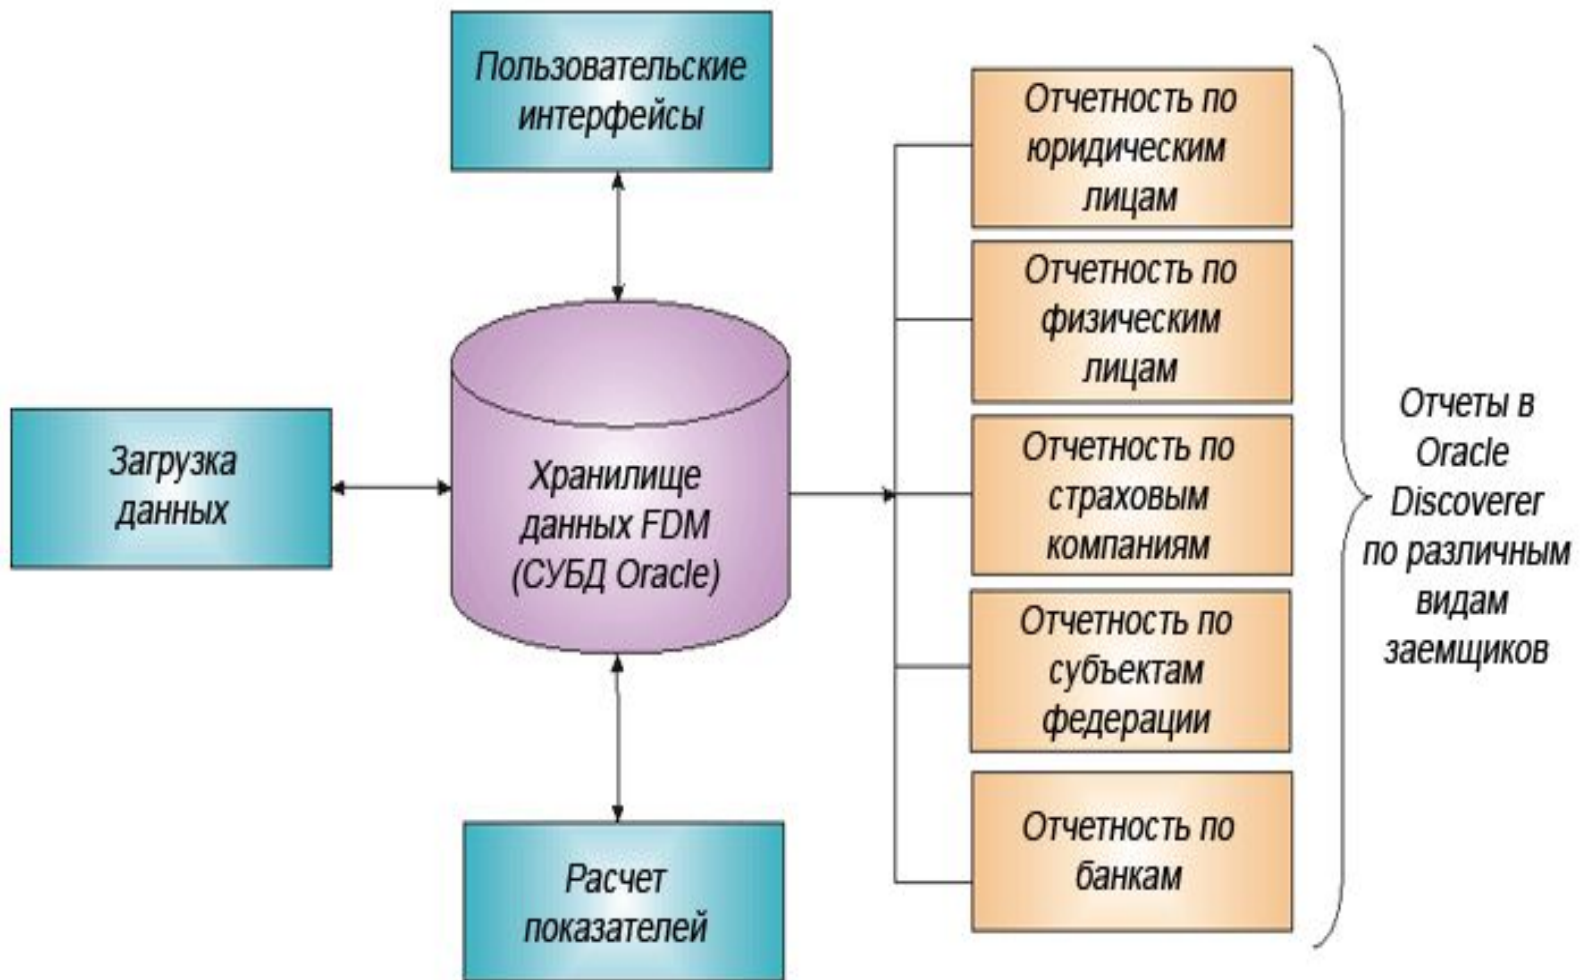 Пользовательские
интерфейсы
Загрузка
данных
Хранилище
данных FDM
(СУБД Oracle)
Расчет
показателей
Отчетность по
юридическим
лицам
Отчетность по
физическим
лицам
Отчетность по
страховым
компаниям
Отчетность по
субъектам
федерации
Отчетность по
банкам
Отчеты в
Oracle
Discoverer
по различным
видам
заемщиков